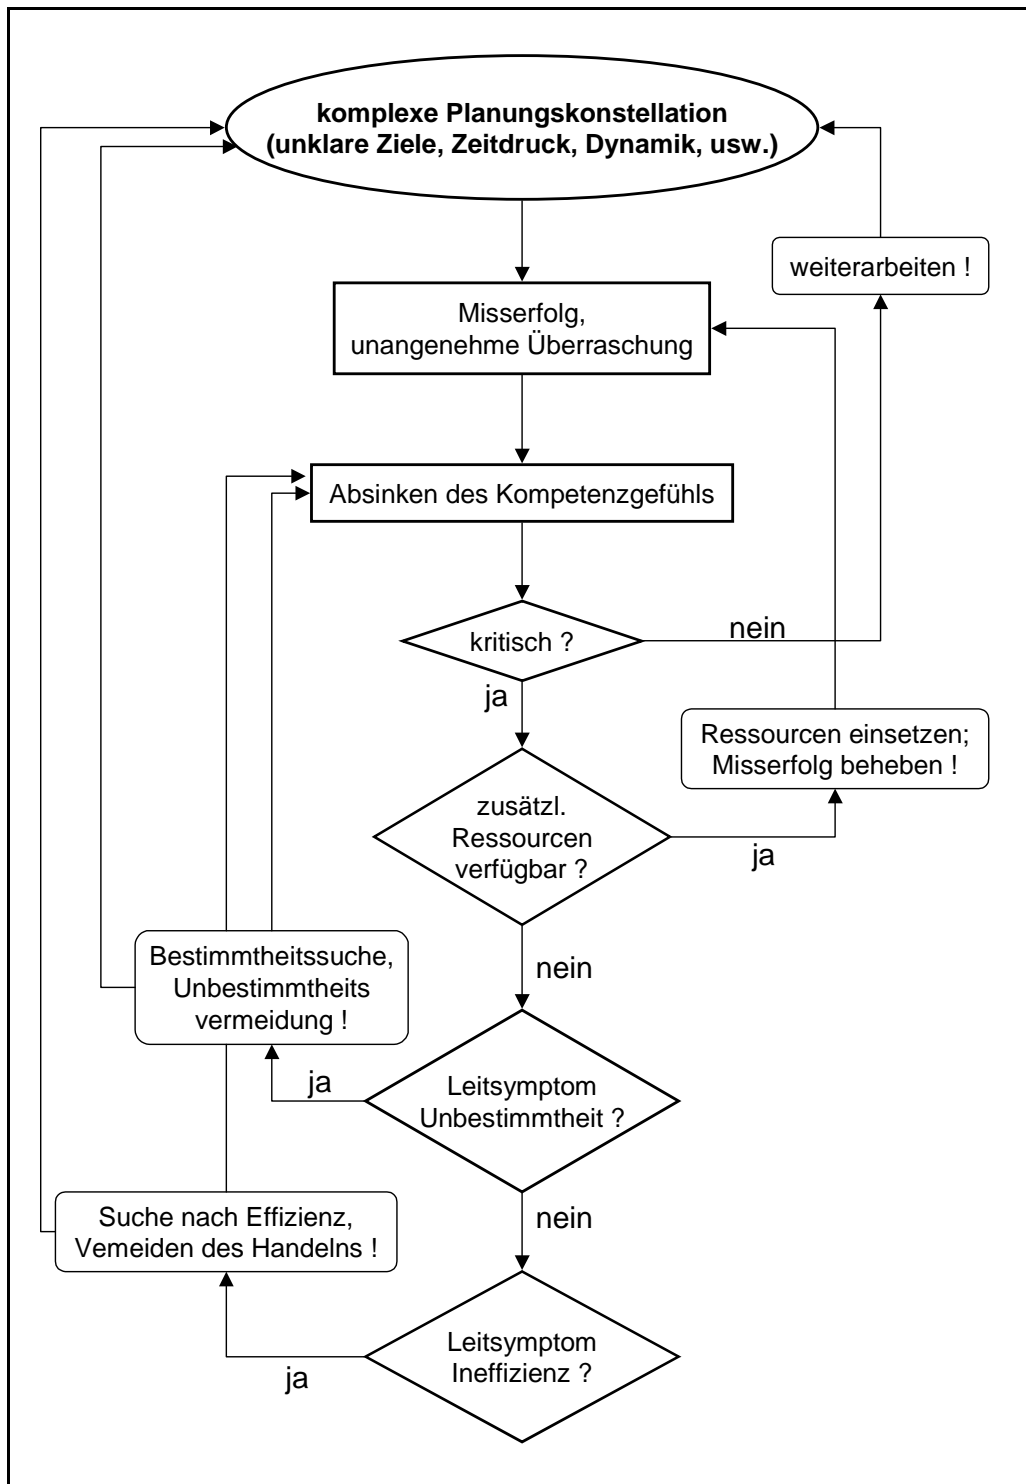 komplexe Planungskonstellation
(unklare Ziele, Zeitdruck, Dynamik, usw.)
weiterarbeiten !
Misserfolg,
unangenehme Überraschung
Absinken des Kompetenzgefühls
kritisch ?
nein
ja
Ressourcen einsetzen;
Misserfolg beheben !
zusätzl.
Ressourcen
verfügbar ?
ja
nein
Bestimmtheitssuche,
Unbestimmtheits
vermeidung !
Leitsymptom
Unbestimmtheit ?
ja
nein
Suche nach Effizienz,
Vemeiden des Handelns !
Leitsymptom
Ineffizienz ?
ja